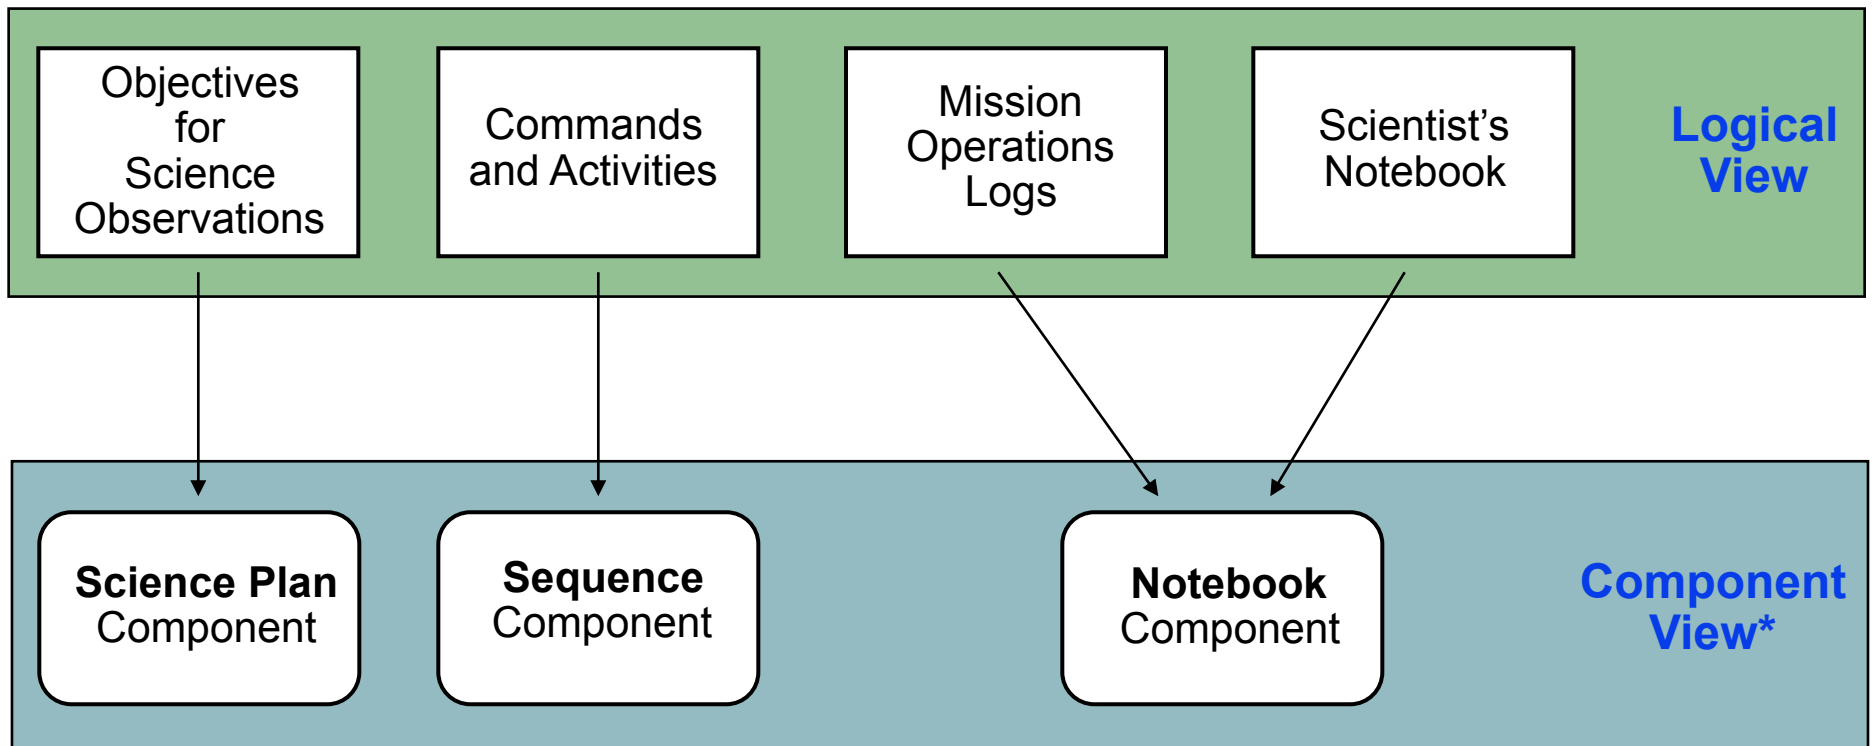 Objectives
for
Science
Observations
Commands
and Activities
Mission
Operations
Logs
Scientist’s
Notebook
Logical
View
Science Plan
Component
Sequence
Component
Notebook
Component
Component
View*